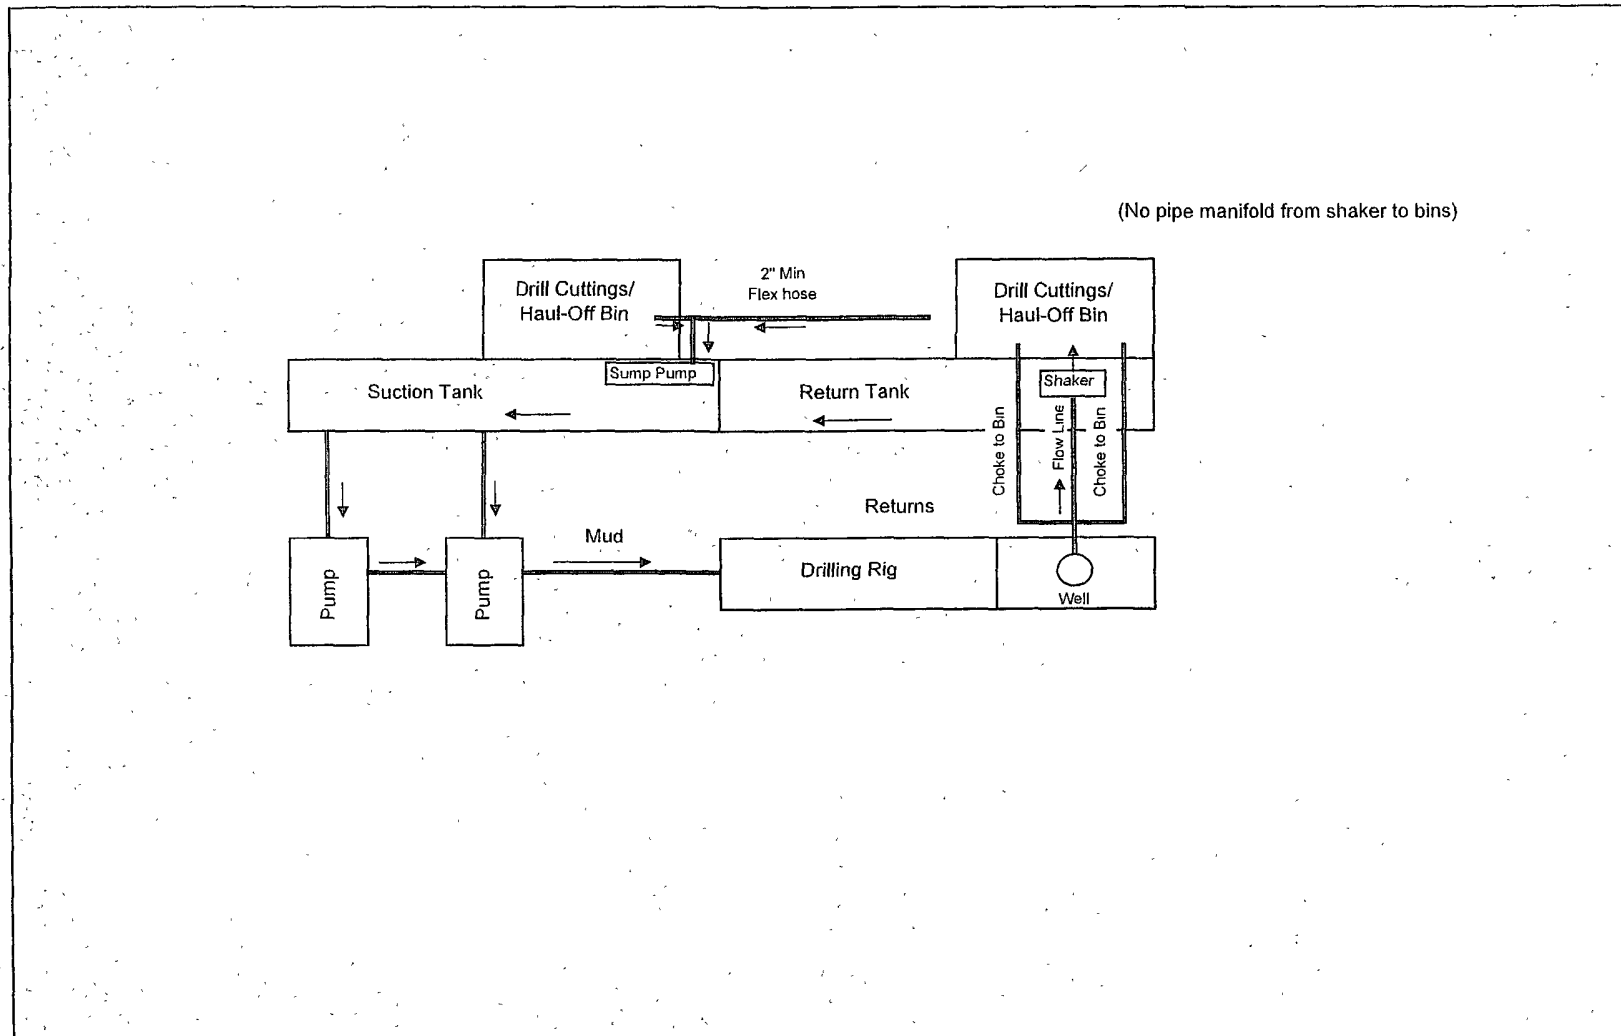 (No pipe manifold from shaker to bins)
Drill Cuttings/
Haul-Off Bin
2" Min
Flex hose
Drill Cuttings/
Haul-Off Bin
Sump Pump
Suction Tank
Return Tank
Shaker
Choke to Bin
Flow Line
Choke to Bin
Returns
Mud
Pump
Pump
Drilling Rig
Well